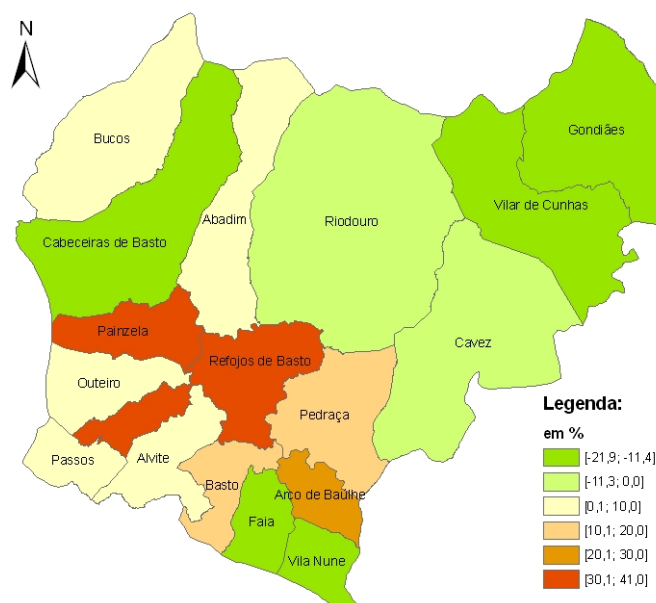 N
Bucos
Gondiães
Abadim
Riodouro
Vilar de Cunhas
Cabeceiras de Basto
Painzela
Refojos de Basto
Cavez
Outeiro
Pedraça
Passos
Alvite
Basto
Arco de Baúlhe
Faia
Vila Nune
Legenda:
em %
[-21,9; -11,4]
[-11,3; 0,0]
[0,1; 10,0]
[10,1; 20,0]
[20,1; 30,0]
[30,1; 41,0]